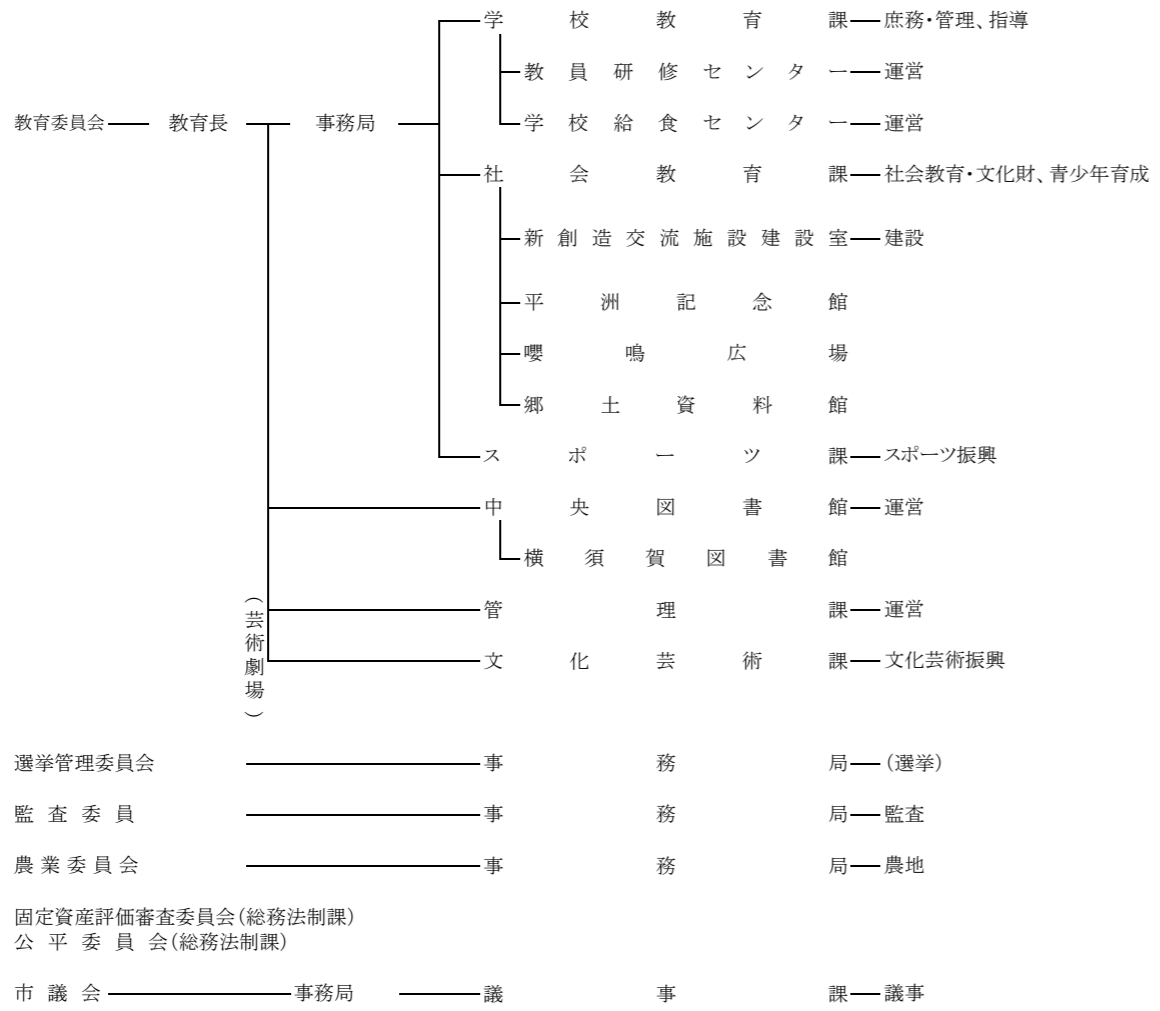 学校教育課 庶務・管理、指導
教員研修センター 運営
教育委員会 教育長 事務局 学校給食センター 運営
社会教育課 社会教育・文化財、青少年育成
新創造交流施設建設室 建設
平洲記念館
嚶鳴広場
郷土資料館
スポーツ課 スポーツ振興
中央図書館 運営
横須賀図書館
(芸術劇場)
管理課 運営
文化芸術課 文化芸術振興
選挙管理委員会 事務局 (選挙)
監査委員 事務局 監査
農業委員会 事務局 農地
固定資産評価審査委員会(総務法制課)
公平委員会(総務法制課)
市議会 事務局 議事課 議事